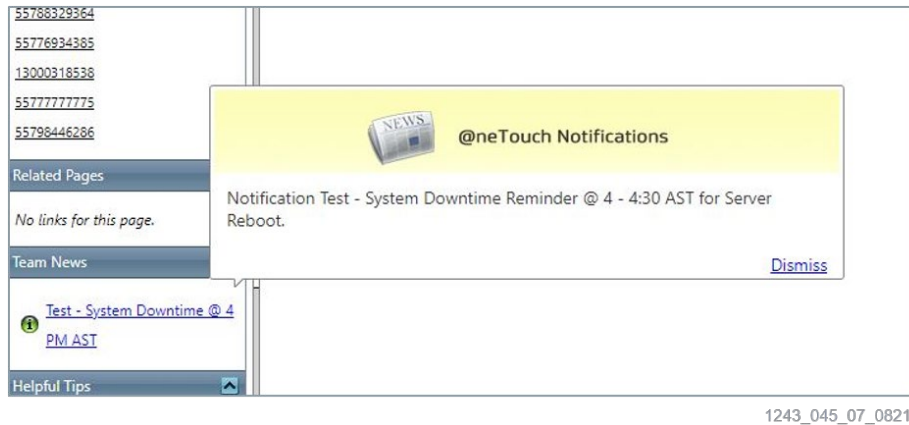 55788329364
55776934385
13000318538
55777777775
55798446286
NEWS
@neTouch Notifications
Related Pages
No links for this page.
Notification Test - System Downtime Reminder @ 4 - 4:30 AST for Server
Reboot.
Dismiss
Team News
Test - System Downtime @ 4
PM AST
Helpful Tips
1243_045_07_0821